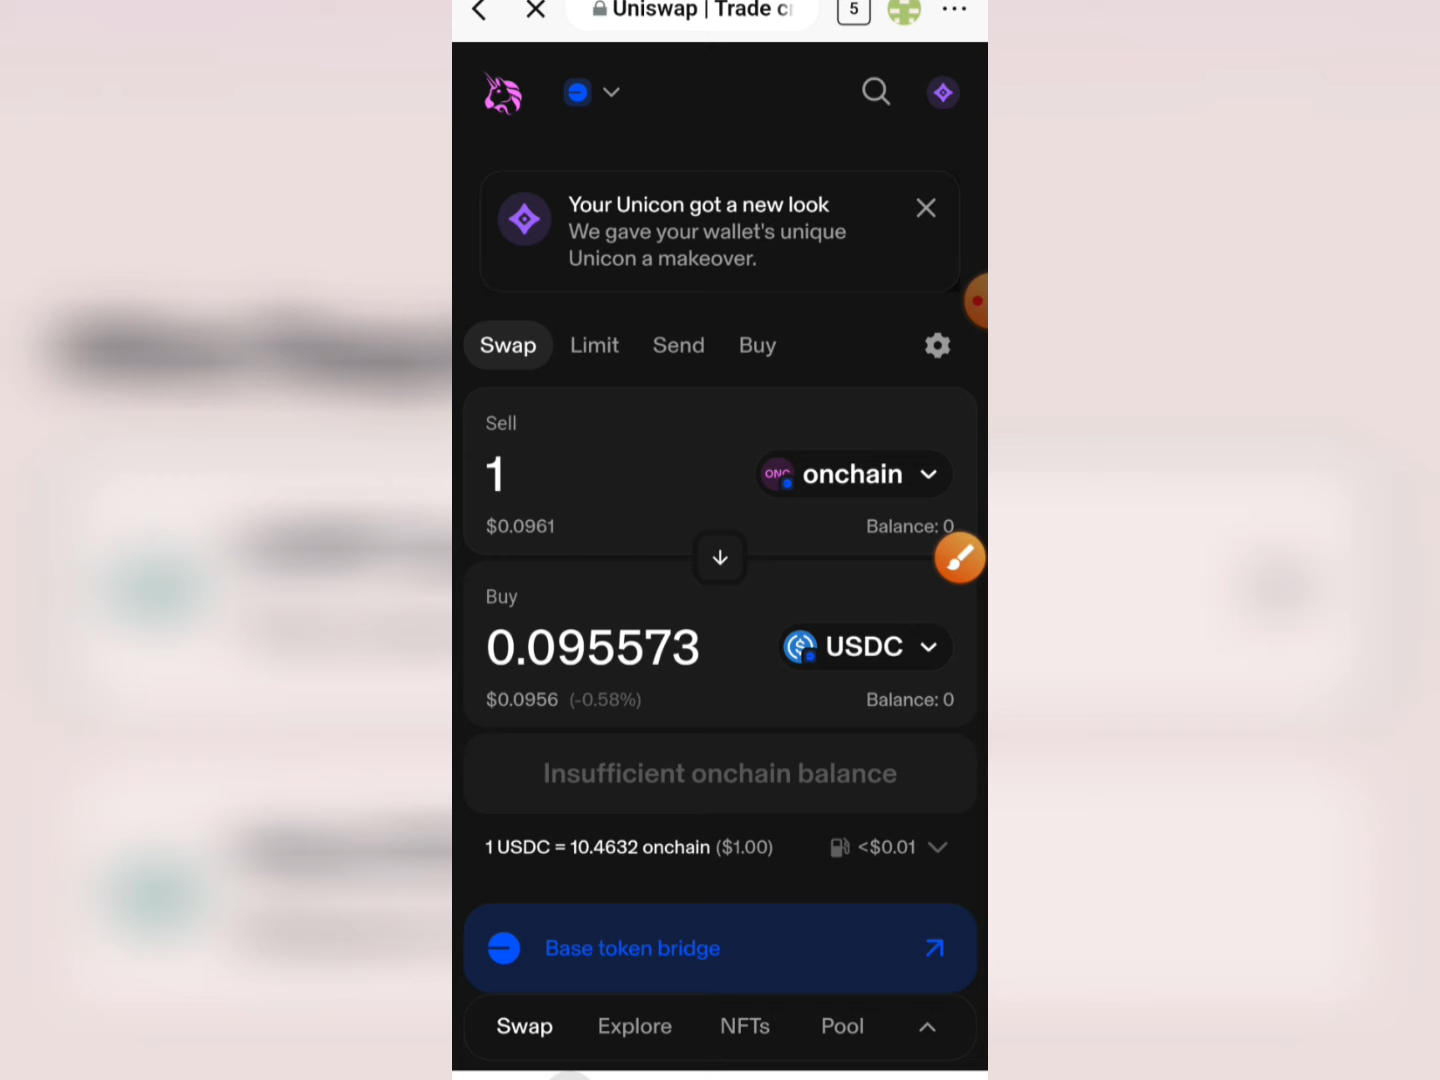 Uniswap | Trade c
5
Your Unicon got a new look
We gave your wallet's unique
Unicon a makeover.
Swap Limit Send Buy
Sell
1
ONC onchain
$0.0961 Balance: 0
Buy
0.095573 USDC
$0.0956 (-0.58%) Balance: 0
Insufficient onchain balance
1 USDC = 10.4632 onchain ($1.00) <$0.01
Base token bridge
Swap Explore NFTs Pool